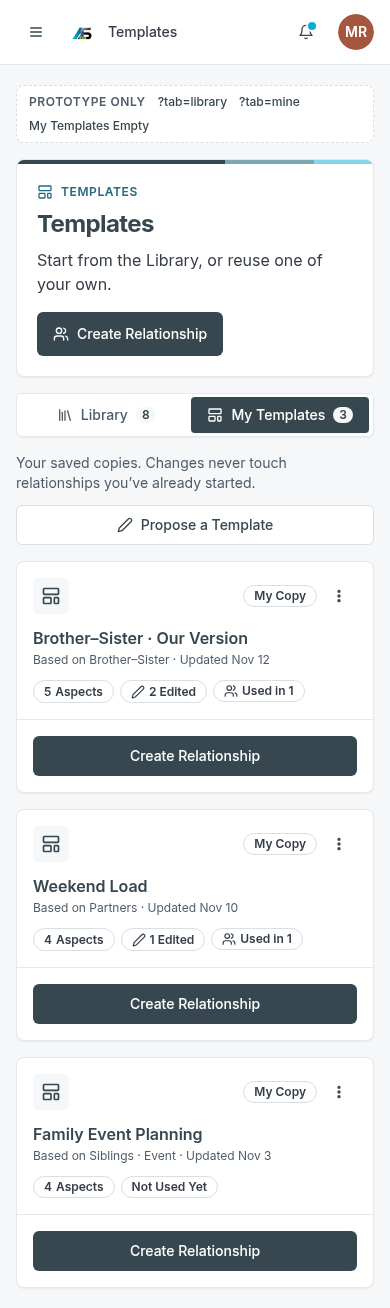 Templates
MR
PROTOTYPE ONLY ?tab=library ?tab=mine
My Templates Empty
TEMPLATES
Templates
Start from the Library, or reuse one of
your own.
Create Relationship
Library 8 My Templates 3
Your saved copies. Changes never touch
relationships you’ve already started.
Propose a Template
My Copy
Brother–Sister · Our Version
Based on Brother–Sister · Updated Nov 12
5 Aspects 2 Edited Used in 1
Create Relationship
My Copy
Weekend Load
Based on Partners · Updated Nov 10
4 Aspects 1 Edited Used in 1
Create Relationship
My Copy
Family Event Planning
Based on Siblings · Event · Updated Nov 3
4 Aspects Not Used Yet
Create Relationship